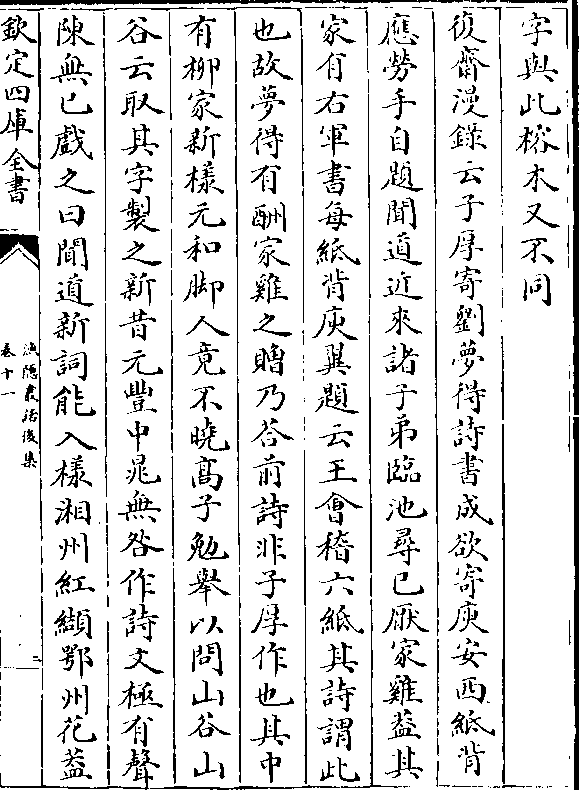 字與此㮤木又不同
復齋漫録云子厚寄劉夢得詩書成欲寄庾安西紙背
應勞手自題聞道近來諸子弟臨池尋已厭家雞葢其
家有右軍書每紙背庾翼題云王會稽六紙其詩謂此
也故夢得有酬家雞之贈乃答前詩非子厚作也其中
有柳家新様元和脚人竟不曉髙子勉舉以問山谷山
谷云取其字製之新昔元豐中晁無咎作詩文極有聲
陳無已戲之曰聞道新詞能入様湘州紅纈鄂州花葢
欽定四庫全書
漁隠叢話後集
卷十一